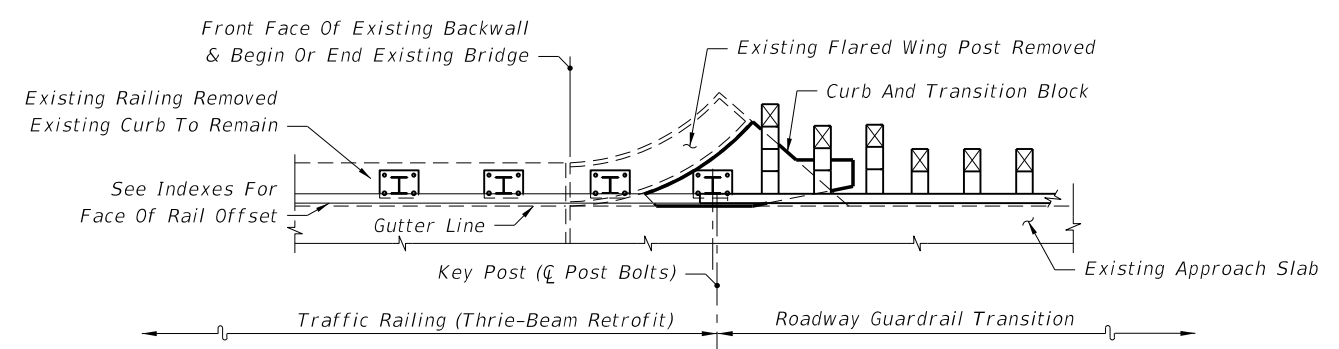 Front Face Of Existing Backwall
& Begin Or End Existing Bridge
Existing Flared Wing Post Removed
Curb And Transition Block
Existing Railing Removed
Existing Curb To Remain
See Indexes For
Face Of Rail Offset
Gutter Line
Key Post (℄ Post Bolts)
Existing Approach Slab
Traffic Railing (Thrie-Beam Retrofit)
Roadway Guardrail Transition